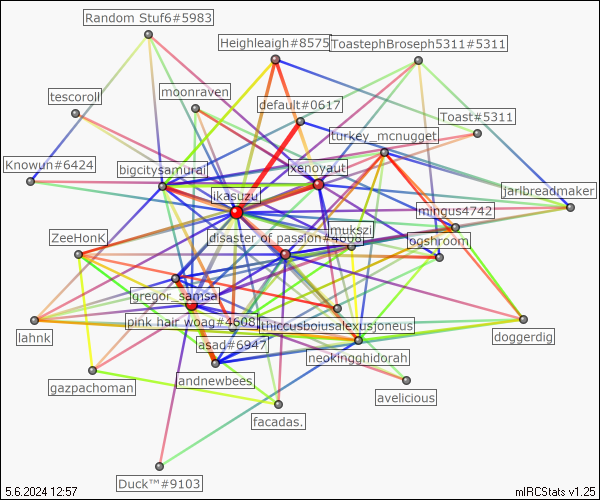 Random Stuf6#5983
Heighleaigh#8575
ToastephBroseph5311#5311
tescoroll
moonraven
default#0617
Toast#5311
turkey_mcnugget
Knowun#6424
bigcitysamurai
xenoyaut
jarlbreadmaker
ikasuzu
mingus4742
mukszi
ZeeHonK
disaster of passion#4608
ogshroom
gregor_samsa
pink hair woag#4608
thiccusboiusalexusjoneus
lahnk
asad#6947
neokingghidorah
doggerdig
gazpachoman
andnewbees
avelicious
facadas.
Duck™#9103
5.6.2024 12:57
mIRCStats v1.25